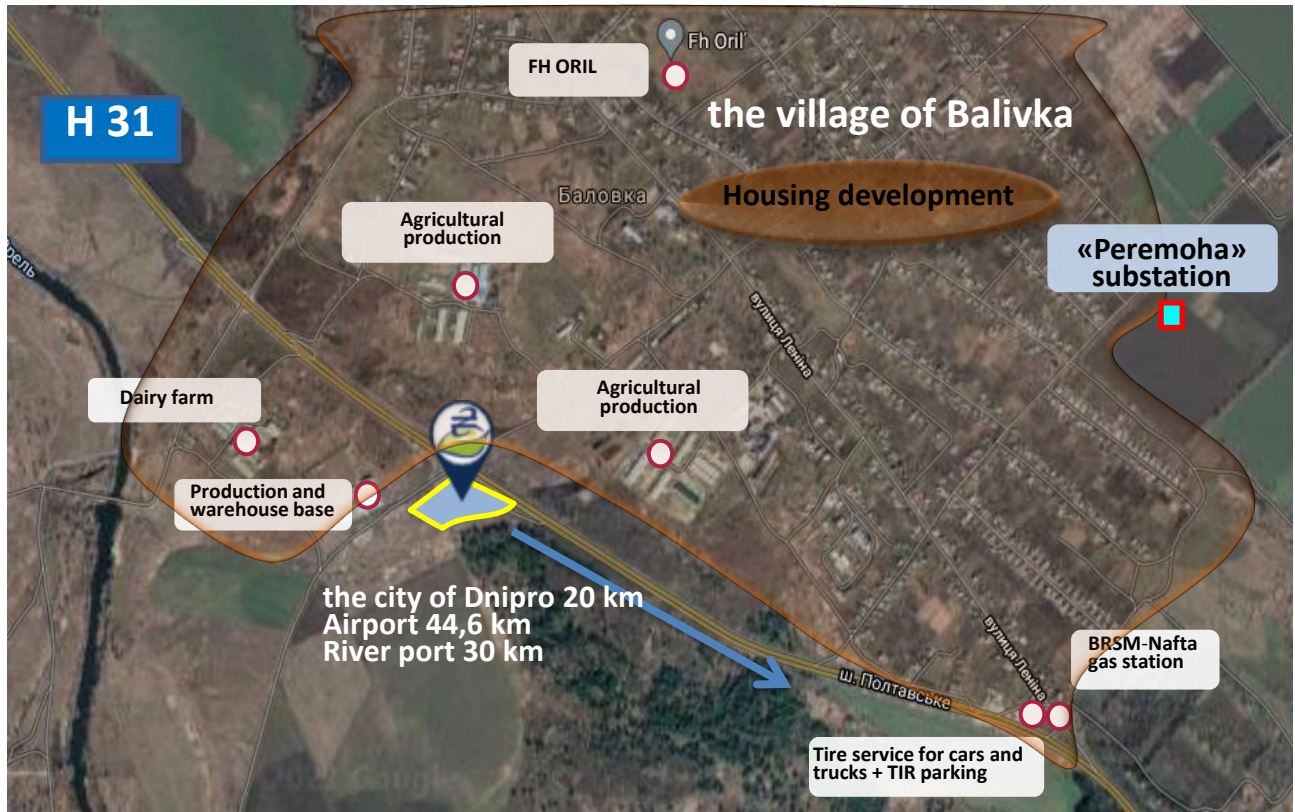 H 31
FH ORIL
Fh Oril'
the village of Balivka
Баловка
Housing development
Agricultural
production
«Peremoha»
substation
рель
вулиця Леніна
Dairy farm
Agricultural
production
Production and
warehouse base
the city of Dnipro 20 km
Airport 44,6 km
River port 30 km
вулиця Леніна
BRSM-Nafta
gas station
ш. Полтавське
Tire service for cars and
trucks + TIR parking